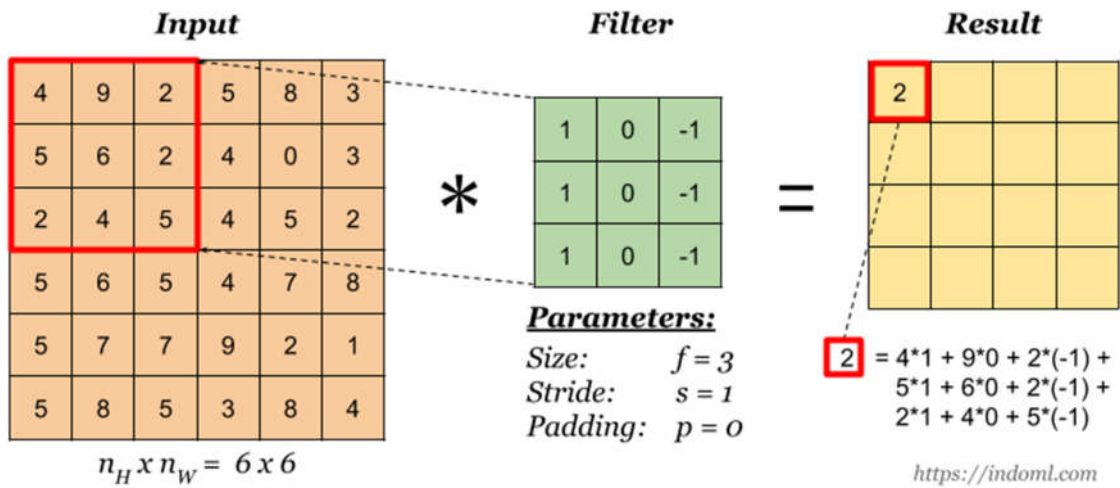 Input Filter Result
4 9 2 5 8 3
5 6 2 4 0 3
2 4 5 4 5 2
5 6 5 4 7 8
5 7 7 9 2 1
5 8 5 3 8 4
n_H x n_W = 6 x 6
*
1 0 -1
1 0 -1
1 0 -1
Parameters:
Size: f = 3
Stride: s = 1
Padding: p = 0
=
2
2 = 4*1 + 9*0 + 2*(-1) +
5*1 + 6*0 + 2*(-1) +
2*1 + 4*0 + 5*(-1)
https://indoml.com